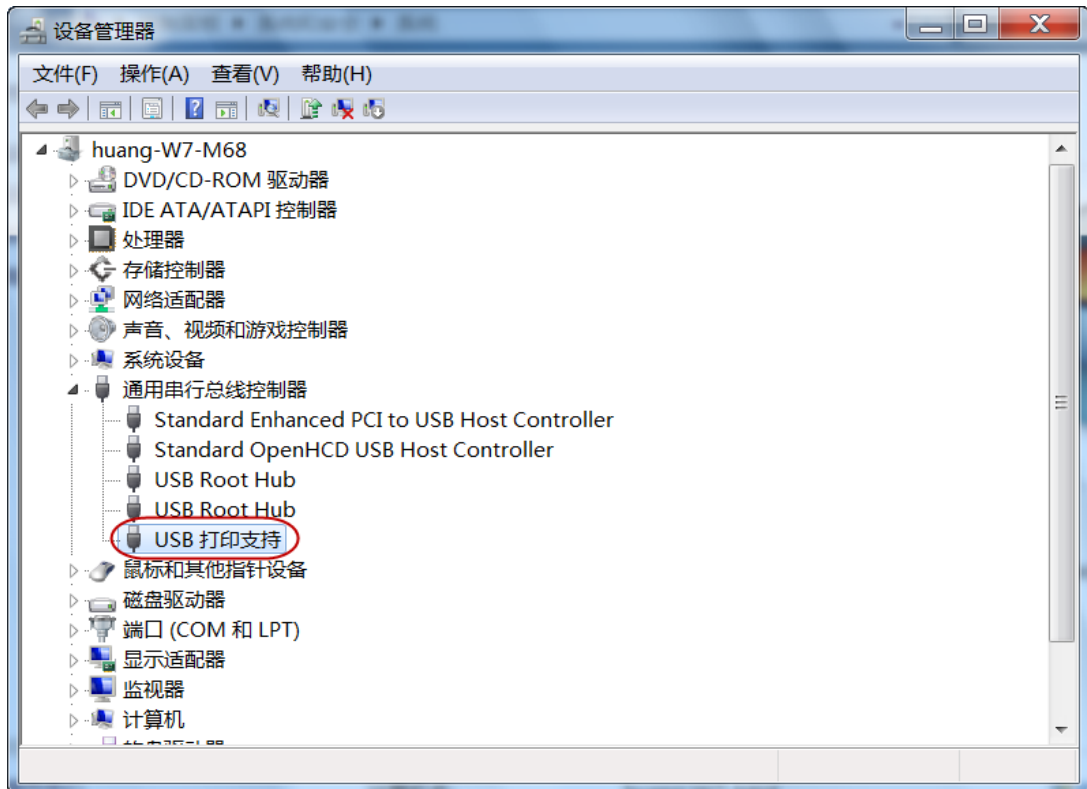 设备管理器
文件(F) 操作(A) 查看(V) 帮助(H)
huang-W7-M68
DVD/CD-ROM 驱动器
IDE ATA/ATAPI 控制器
处理器
存储控制器
网络适配器
声音、视频和游戏控制器
系统设备
通用串行总线控制器
Standard Enhanced PCI to USB Host Controller
Standard OpenHCD USB Host Controller
USB Root Hub
USB Root Hub
USB 打印支持
鼠标和其他指针设备
磁盘驱动器
端口 (COM 和 LPT)
显示适配器
监视器
计算机